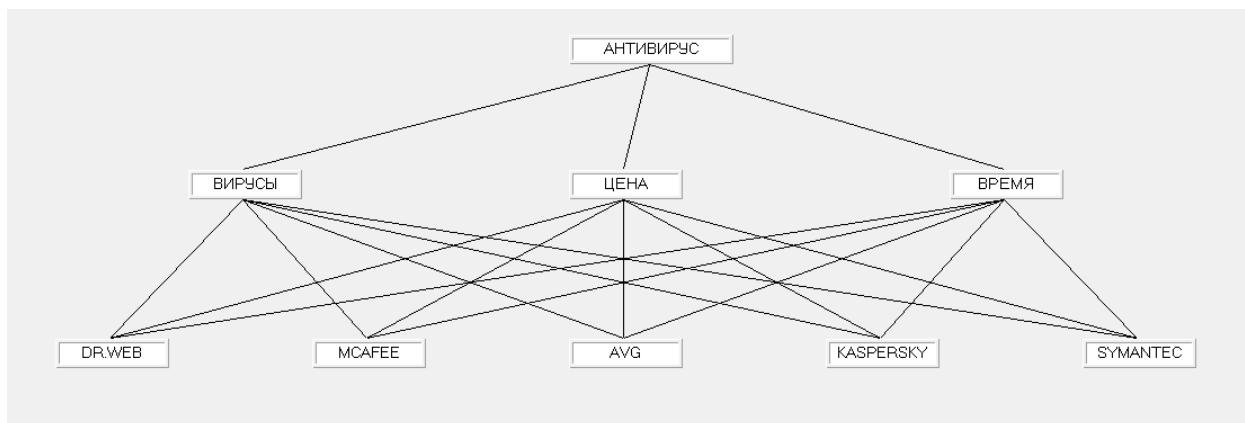 АНТИВИРУС
ВИРУСЫ ЦЕНА ВРЕМЯ
DR.WEB MCAFEE AVG KASPERSKY SYMANTEC